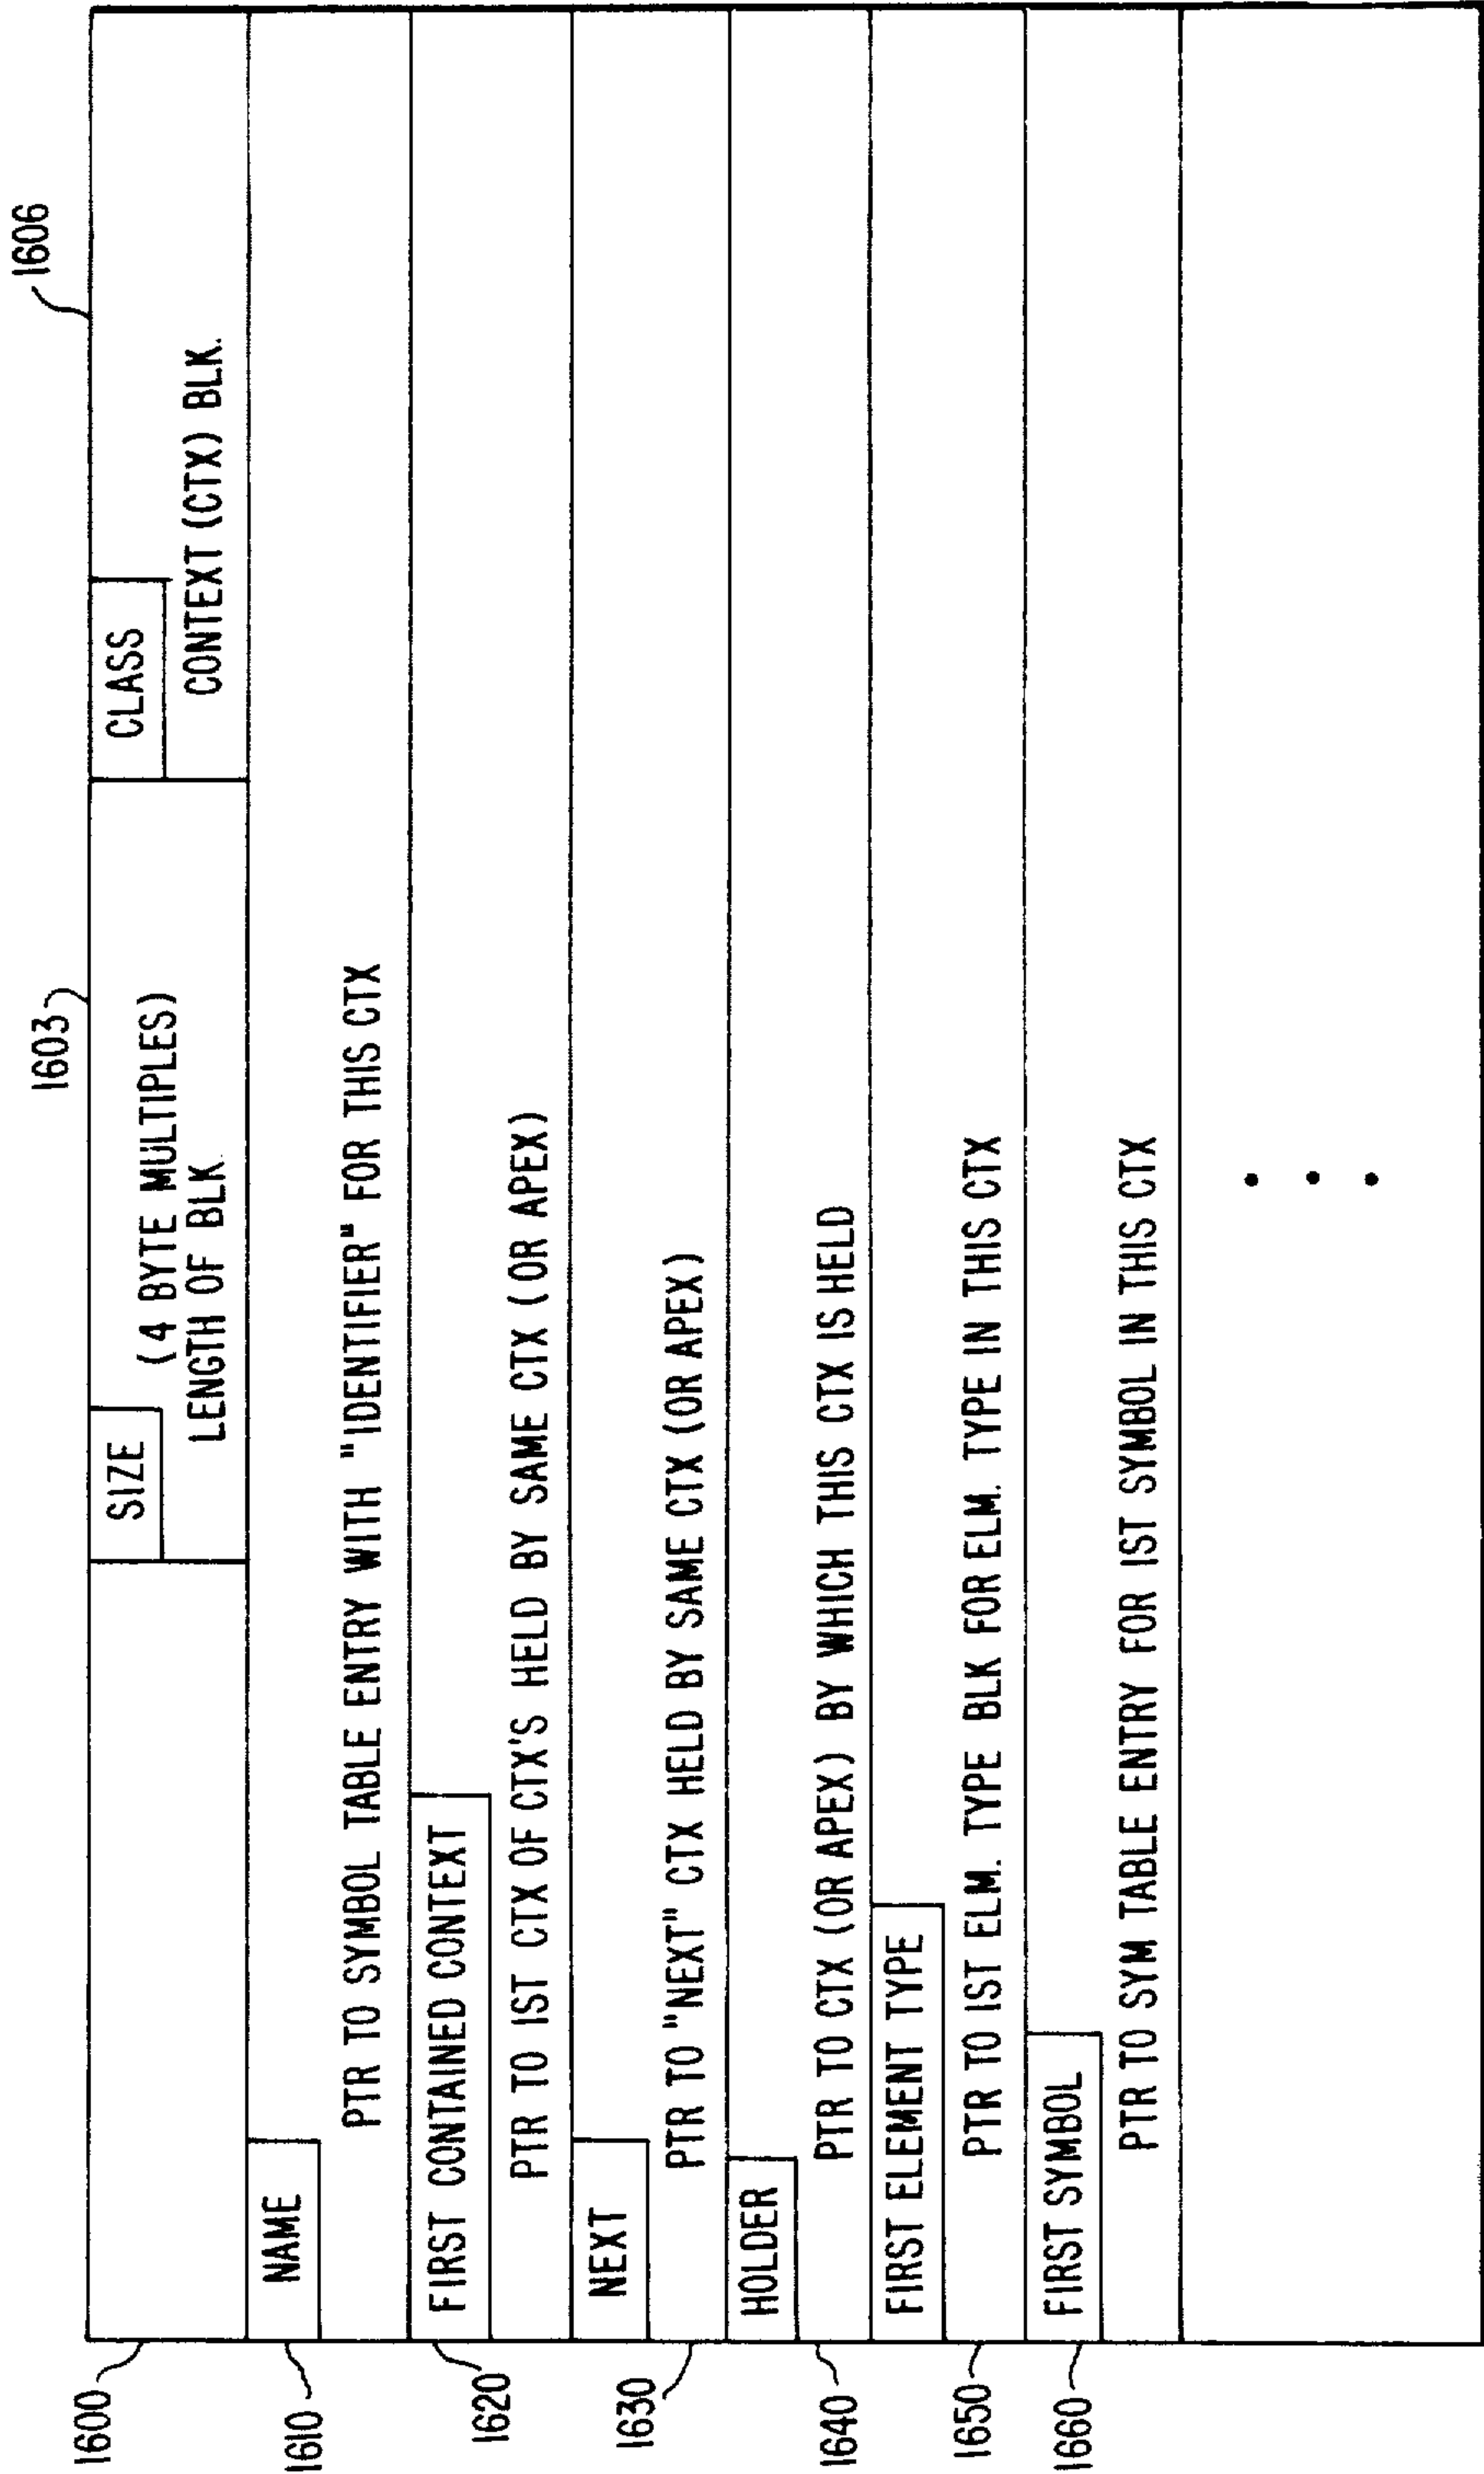 1603
1606
1600
SIZE
(4 BYTE MULTIPLES)
LENGTH OF BLK.
CLASS
CONTEXT (CTX) BLK.
1610
NAME
PTR TO SYMBOL TABLE ENTRY WITH "IDENTIFIER" FOR THIS CTX
1620
FIRST CONTAINED CONTEXT
PTR TO 1ST CTX OF CTX'S HELD BY SAME CTX (OR APEX)
1630
NEXT
PTR TO "NEXT" CTX HELD BY SAME CTX (OR APEX)
1640
HOLDER
PTR TO CTX (OR APEX) BY WHICH THIS CTX IS HELD
1650
FIRST ELEMENT TYPE
PTR TO 1ST ELM. TYPE BLK FOR ELM. TYPE IN THIS CTX
1660
FIRST SYMBOL
PTR TO SYM TABLE ENTRY FOR 1ST SYMBOL IN THIS CTX